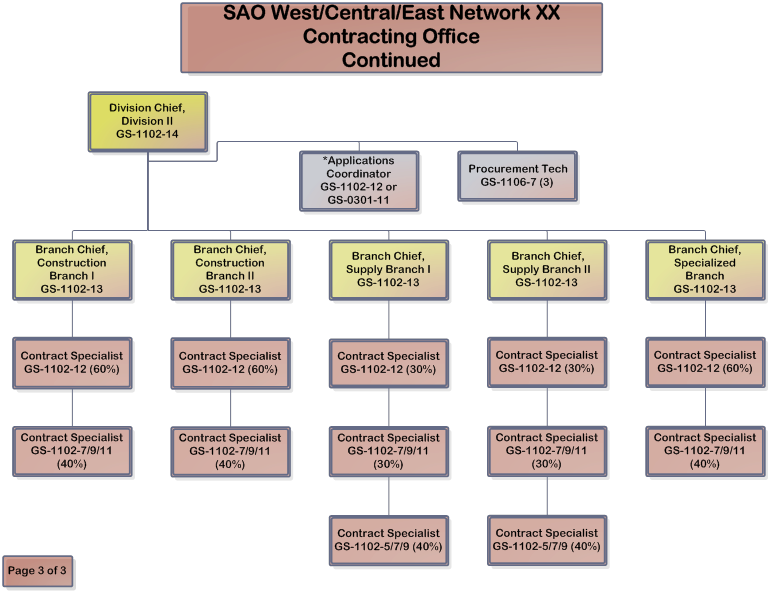 SAO West/Central/East Network XX
Contracting Office
Continued
Division Chief,
Division II
GS-1102-14
*Applications
Coordinator
GS-1102-12 or
GS-0301-11
Procurement Tech
GS-1106-7 (3)
Branch Chief,
Construction
Branch I
GS-1102-13
Branch Chief,
Construction
Branch II
GS-1102-13
Branch Chief,
Supply Branch I
GS-1102-13
Branch Chief,
Supply Branch II
GS-1102-13
Branch Chief,
Specialized
Branch
GS-1102-13
Contract Specialist
GS-1102-12 (60%)
Contract Specialist
GS-1102-12 (60%)
Contract Specialist
GS-1102-12 (30%)
Contract Specialist
GS-1102-12 (30%)
Contract Specialist
GS-1102-12 (60%)
Contract Specialist
GS-1102-7/9/11
(40%)
Contract Specialist
GS-1102-7/9/11
(40%)
Contract Specialist
GS-1102-7/9/11
(30%)
Contract Specialist
GS-1102-7/9/11
(30%)
Contract Specialist
GS-1102-7/9/11
(40%)
Contract Specialist
GS-1102-5/7/9 (40%)
Contract Specialist
GS-1102-5/7/9 (40%)
Page 3 of 3